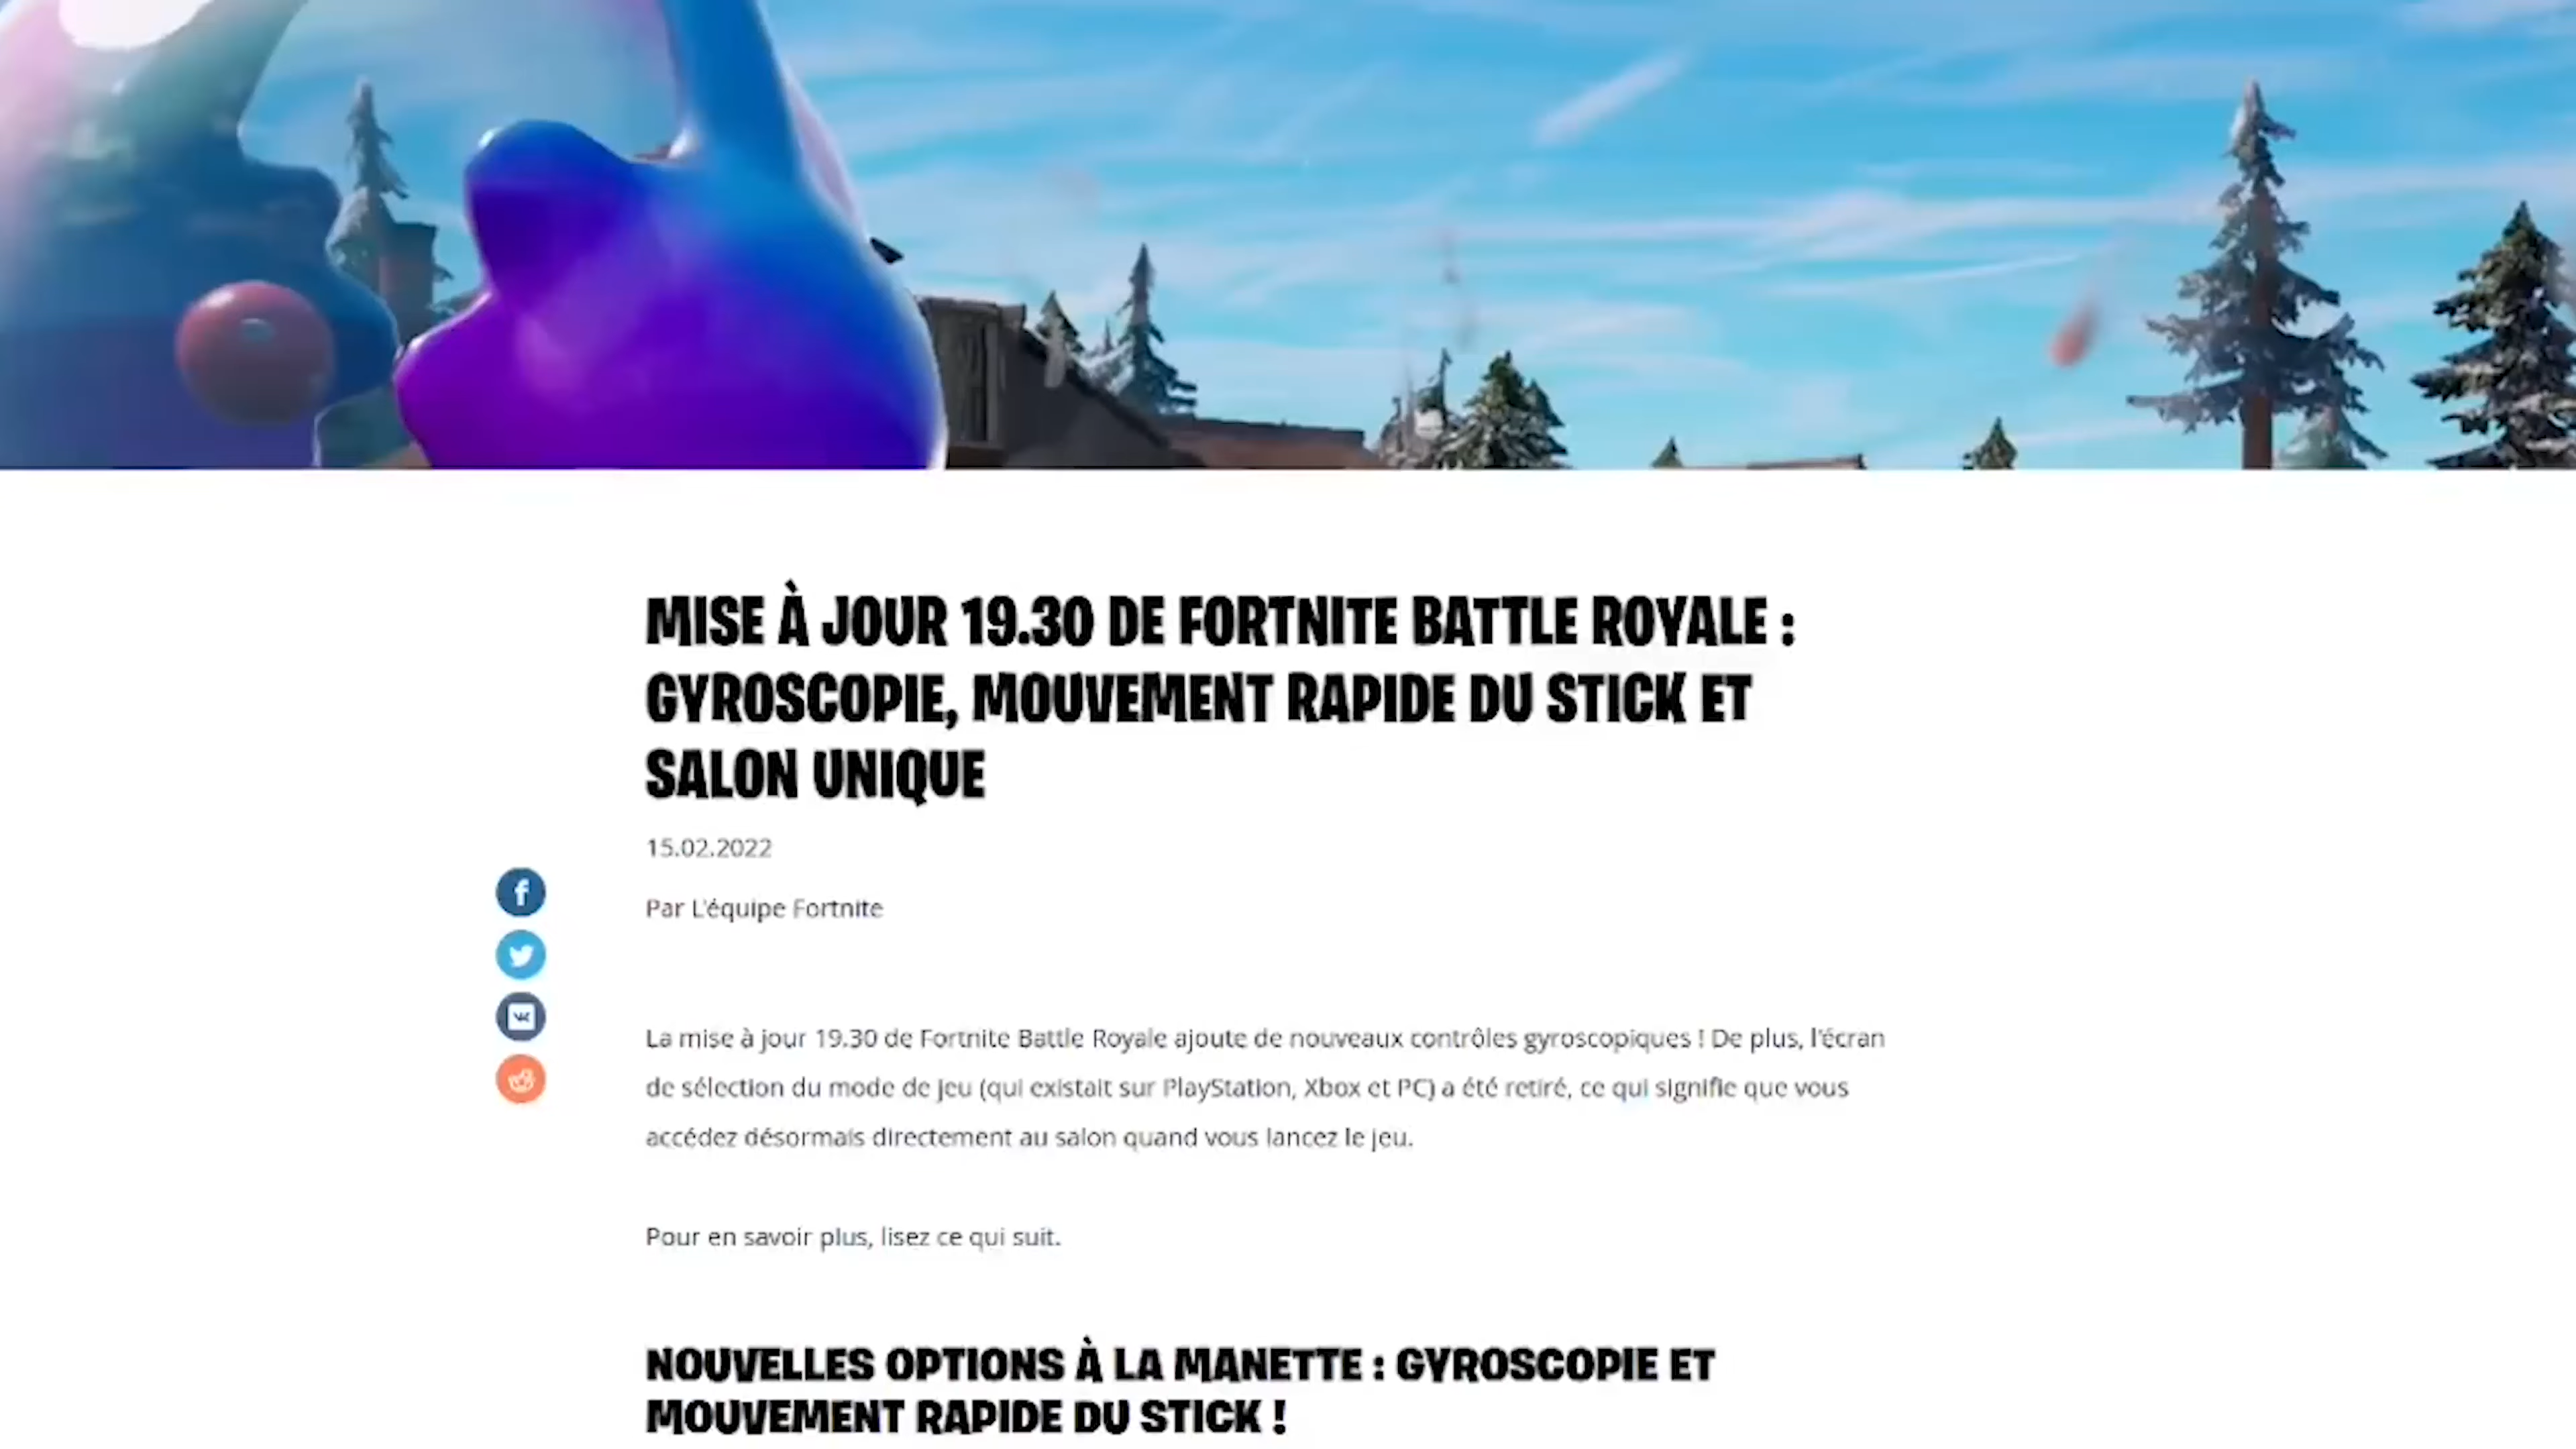 MISE À JOUR 19.30 DE FORTNITE BATTLE ROYALE :
GYROSCOPIE, MOUVEMENT RAPIDE DU STICK ET
SALON UNIQUE
15.02.2022
Par L'équipe Fortnite
La mise à jour 19.30 de Fortnite Battle Royale ajoute de nouveaux contrôles gyroscopiques ! De plus, l'écran
de sélection du mode de jeu (qui existait sur PlayStation, Xbox et PC) a été retiré, ce qui signifie que vous
accédez désormais directement au salon quand vous lancez le jeu.
Pour en savoir plus, lisez ce qui suit.
NOUVELLES OPTIONS À LA MANETTE : GYROSCOPIE ET
MOUVEMENT RAPIDE DU STICK !